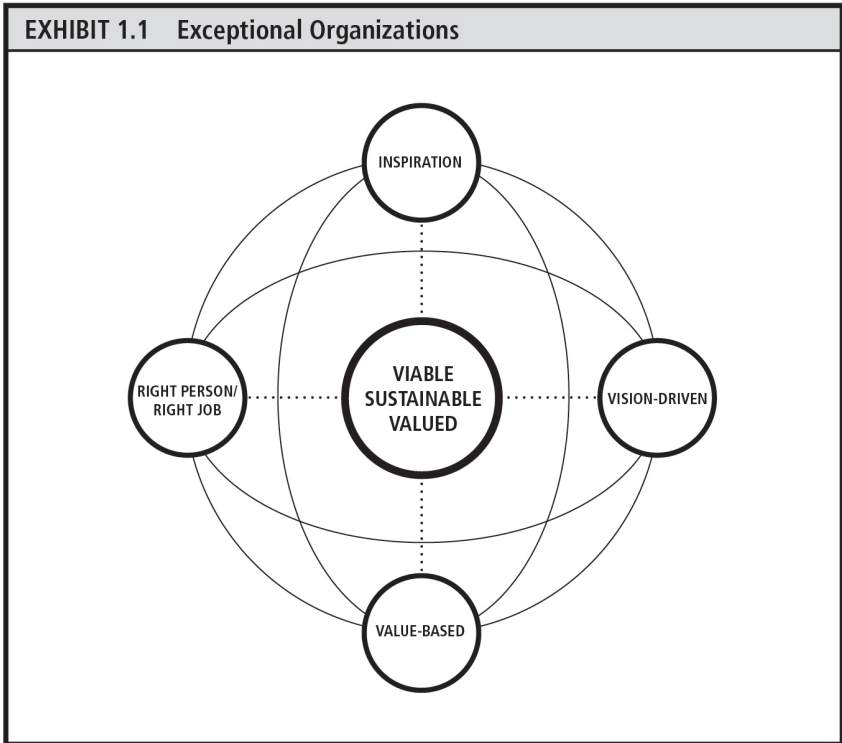 EXHIBIT 1.1 Exceptional Organizations
INSPIRATION
RIGHT PERSON/
RIGHT JOB
VIABLE
SUSTAINABLE
VALUED
VISION-DRIVEN
VALUE-BASED